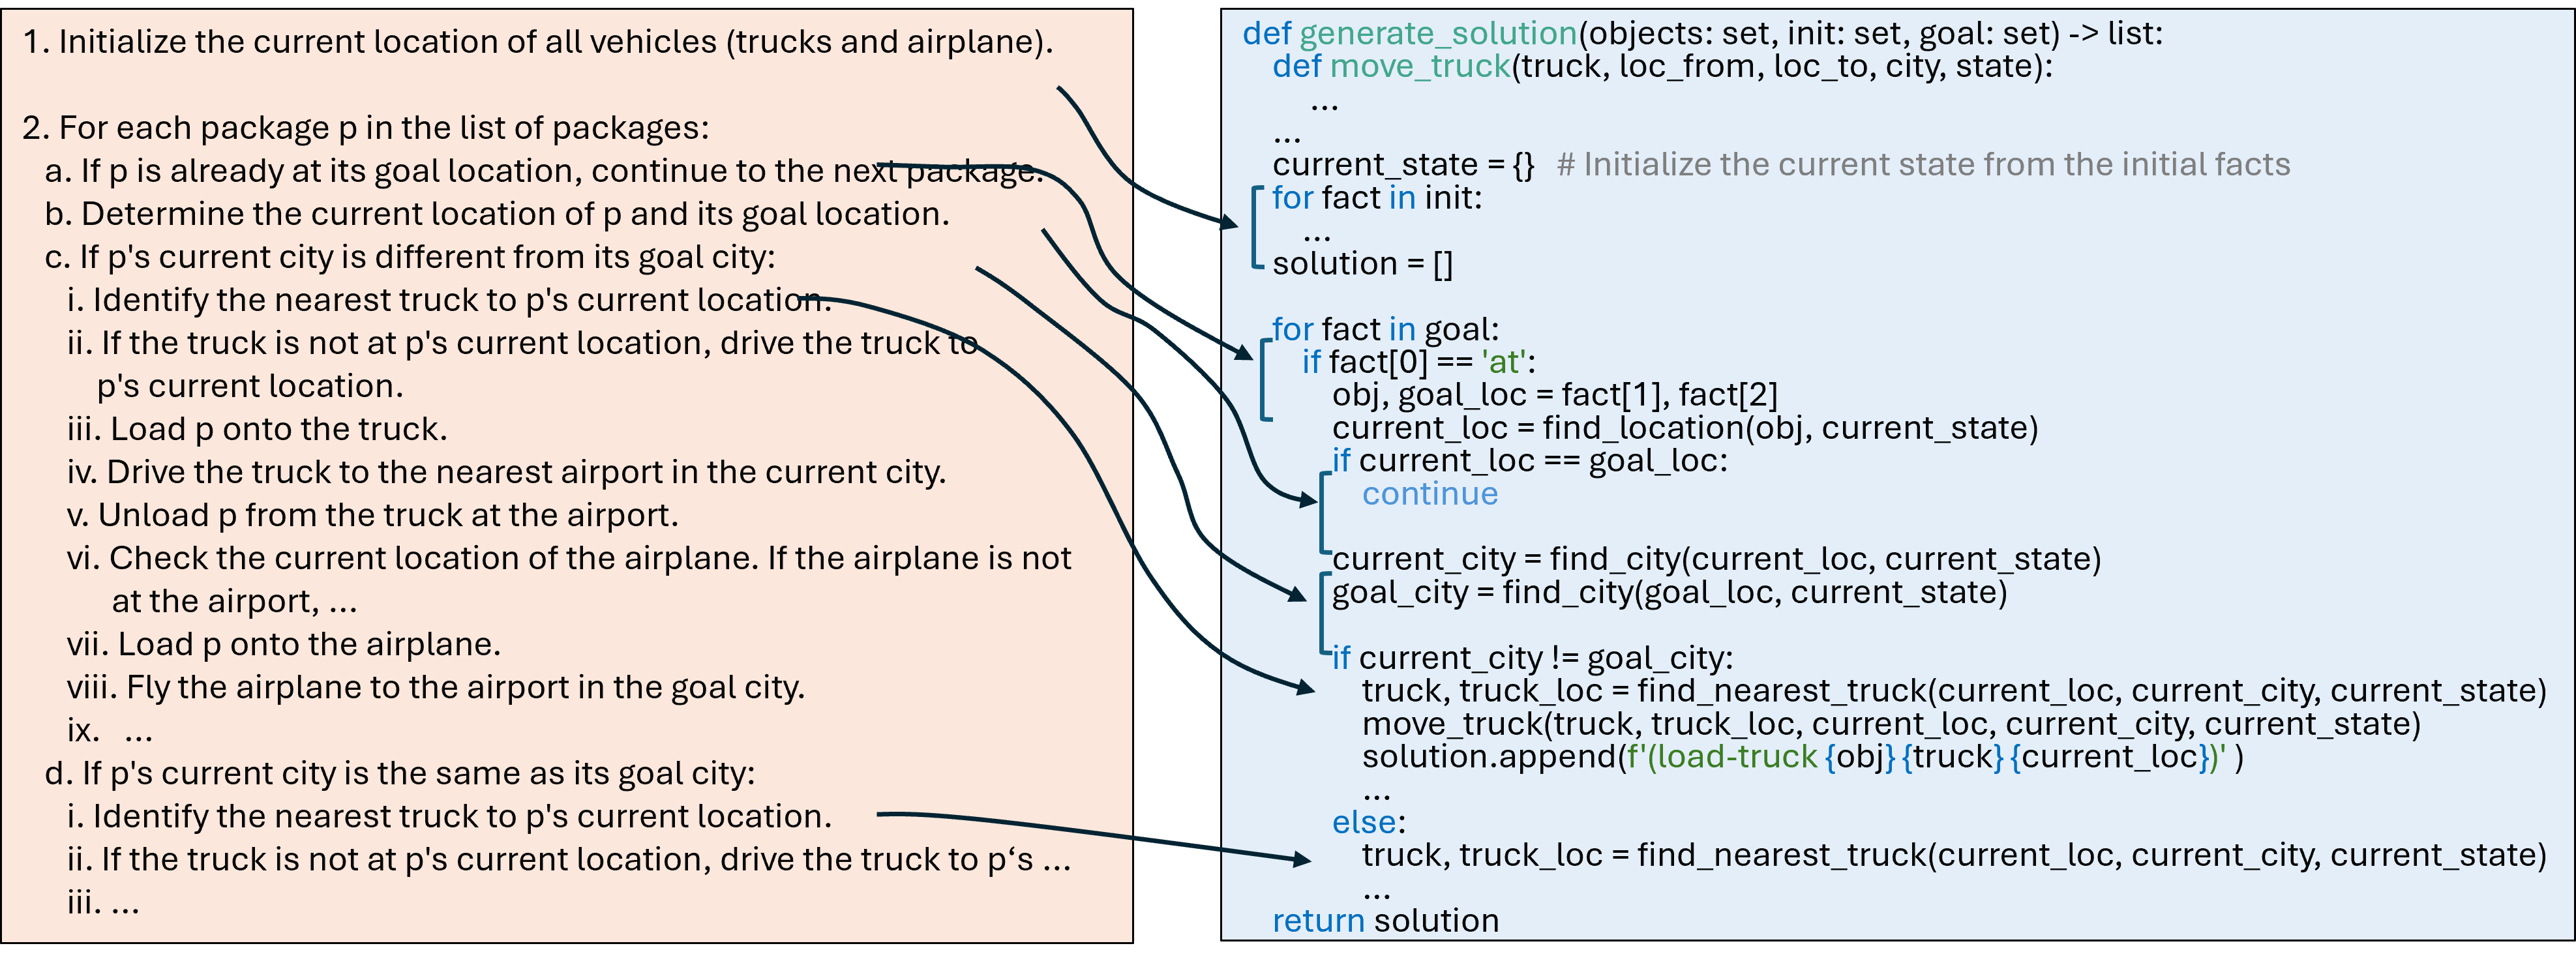 1. Initialize the current location of all vehicles (trucks and airplane).
2. For each package p in the list of packages:
a. If p is already at its goal location, continue to the next package.
b. Determine the current location of p and its goal location.
c. If p's current city is different from its goal city:
i. Identify the nearest truck to p's current location.
ii. If the truck is not at p's current location, drive the truck to
p's current location.
iii. Load p onto the truck.
iv. Drive the truck to the nearest airport in the current city.
v. Unload p from the truck at the airport.
vi. Check the current location of the airplane. If the airplane is not
at the airport, ...
vii. Load p onto the airplane.
viii. Fly the airplane to the airport in the goal city.
ix. ...
d. If p's current city is the same as its goal city:
i. Identify the nearest truck to p's current location.
ii. If the truck is not at p's current location, drive the truck to p‘s ...
iii. ...
def generate_solution(objects: set, init: set, goal: set) -> list:
def move_truck(truck, loc_from, loc_to, city, state):
...
...
current_state = {} # Initialize the current state from the initial facts
for fact in init:
...
solution = []
for fact in goal:
if fact[0] == 'at':
obj, goal_loc = fact[1], fact[2]
current_loc = find_location(obj, current_state)
if current_loc == goal_loc:
continue
current_city = find_city(current_loc, current_state)
goal_city = find_city(goal_loc, current_state)
if current_city != goal_city:
truck, truck_loc = find_nearest_truck(current_loc, current_city, current_state)
move_truck(truck, truck_loc, current_loc, current_city, current_state)
solution.append(f'(load-truck {obj} {truck} {current_loc})' )
...
else:
truck, truck_loc = find_nearest_truck(current_loc, current_city, current_state)
...
return solution